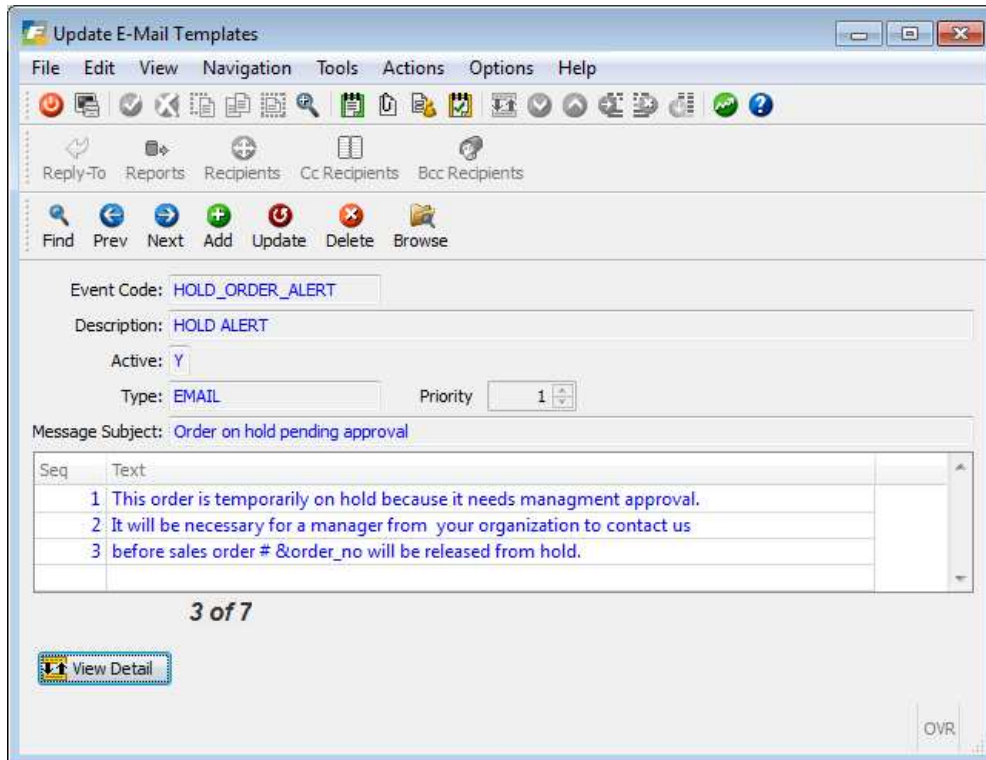 Update E-Mail Templates
File Edit View Navigation Tools Actions Options Help
Reply-To Reports Recipients Cc Recipients Bcc Recipients
Find Prev Next Add Update Delete Browse
Event Code: HOLD_ORDER_ALERT
Description: HOLD ALERT
Active: Y
Type: EMAIL Priority 1
Message Subject: Order on hold pending approval
Seq Text
1 This order is temporarily on hold because it needs managment approval.
2 It will be necessary for a manager from  your organization to contact us
3 before sales order # &order_no will be released from hold.
3 of 7
View Detail
OVR